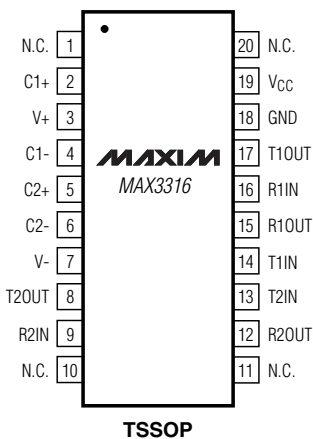 N.C. 1 20 N.C.
C1+ 2 19 VCC
V+ 3 18 GND
C1- 4 MAXIM 17 T1OUT
C2+ 5 MAX3316 16 R1IN
C2- 6 15 R1OUT
V- 7 14 T1IN
T2OUT 8 13 T2IN
R2IN 9 12 R2OUT
N.C. 10 11 N.C.
TSSOP